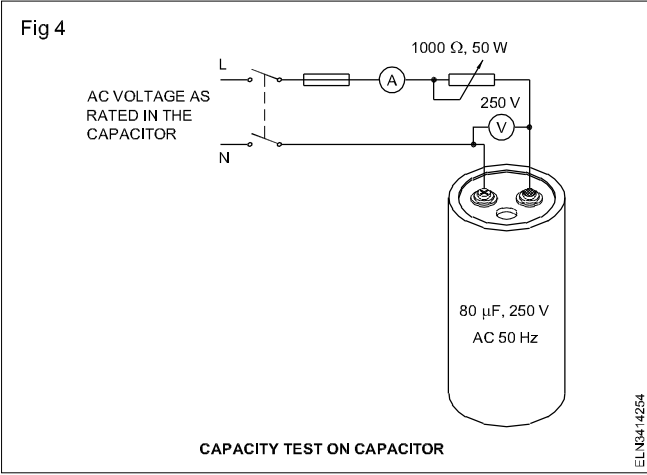 Fig 4
1000 Ω, 50 W
L
A
250 V
AC VOLTAGE AS
RATED IN THE
CAPACITOR
V
N
80 μF, 250 V
AC 50 Hz
CAPACITY TEST ON CAPACITOR
ELN3414254